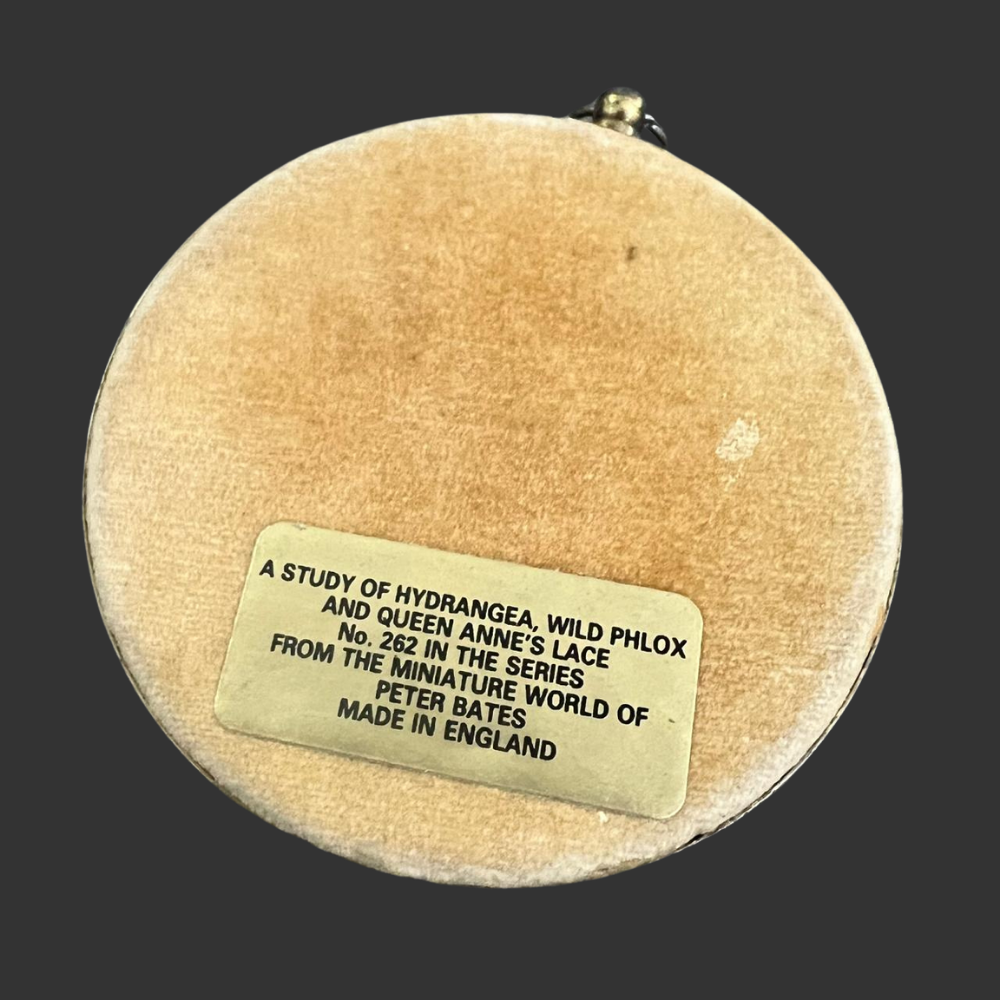 A STUDY OF HYDRANGEA, WILD PHLOX
AND QUEEN ANNE'S LACE
No. 262 IN THE SERIES
FROM THE MINIATURE WORLD OF
PETER BATES
MADE IN ENGLAND